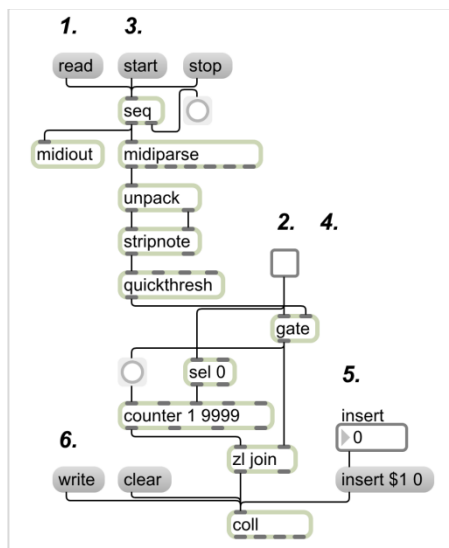 1. 3.
read start stop
seq
midiout midiparse
unpack
2. 4.
stripnote
quickthresh
gate
sel 0
5.
counter 1 9999
insert
0
6.
zl join
write clear insert $1 0
coll